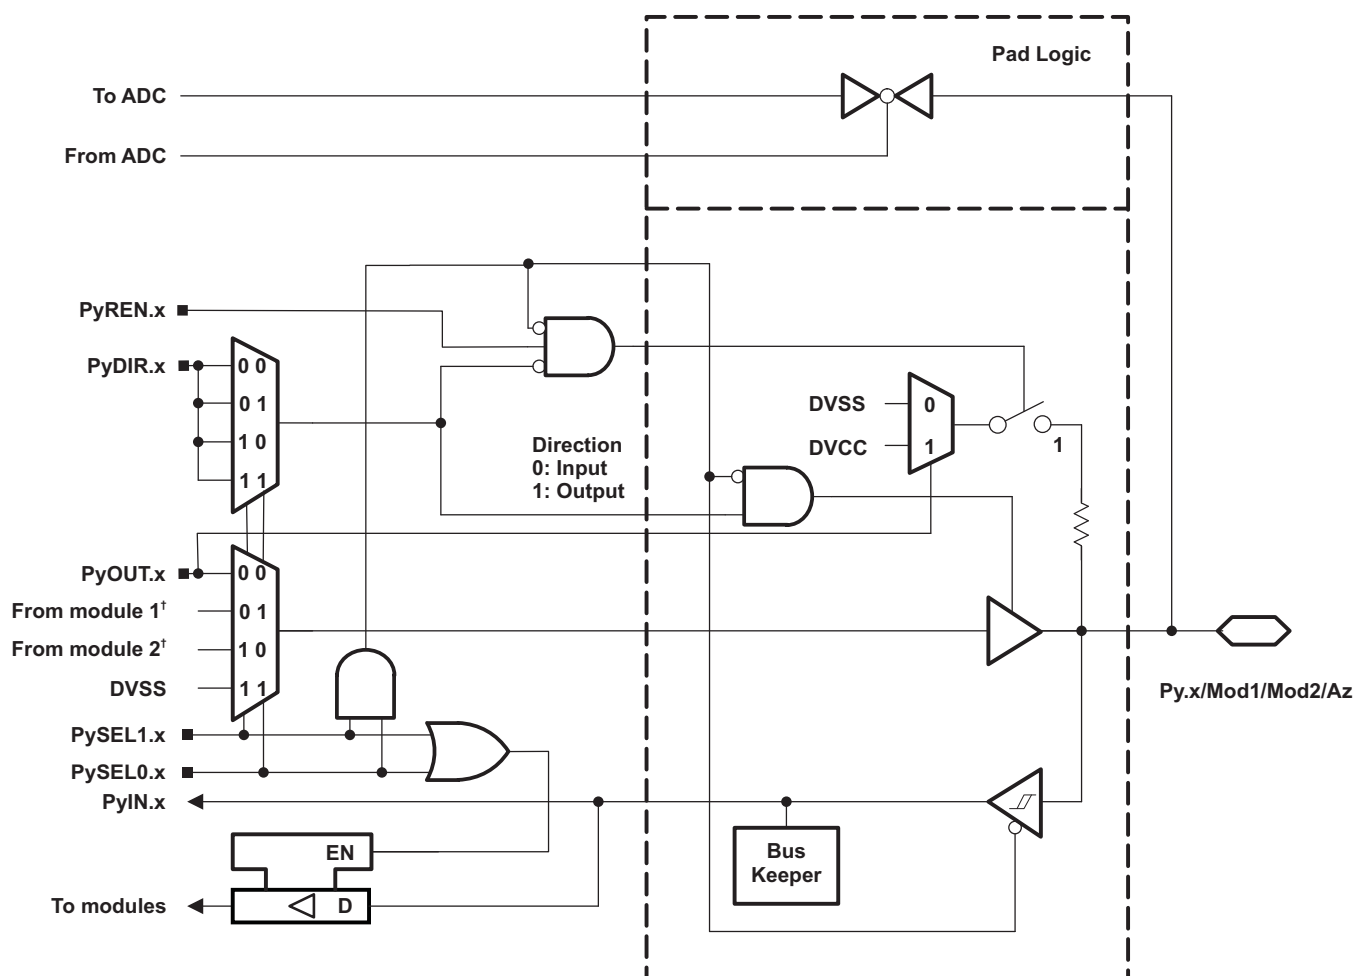 Pad Logic
To ADC
From ADC
PyREN.x
PyDIR.x
0 0
0 1
1 0
1 1
Direction
0: Input
1: Output
DVSS
DVCC
0
1
1
PyOUT.x
From module 1†
From module 2†
DVSS
0 0
0 1
1 0
1 1
Py.x/Mod1/Mod2/Az
PySEL1.x
PySEL0.x
PyIN.x
Bus
Keeper
EN
D
To modules